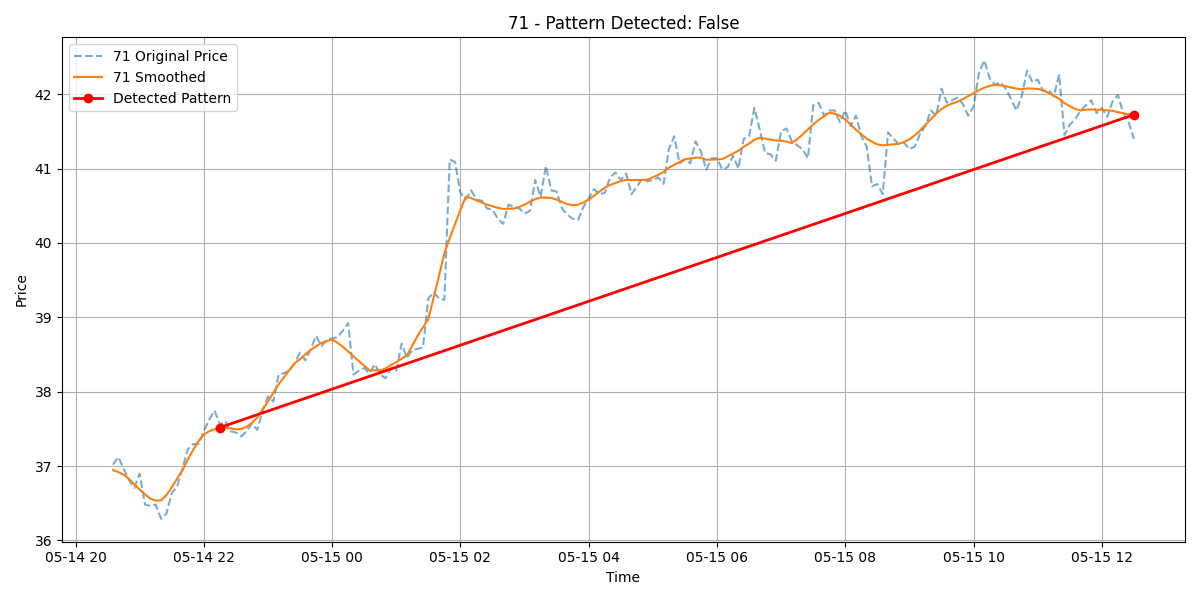 71 - Pattern Detected: False
71 Original Price
71 Smoothed
Detected Pattern
Price
42
41
40
39
38
37
36
05-14 20
05-14 22
05-15 00
05-15 02
05-15 04
05-15 06
05-15 08
05-15 10
05-15 12
Time